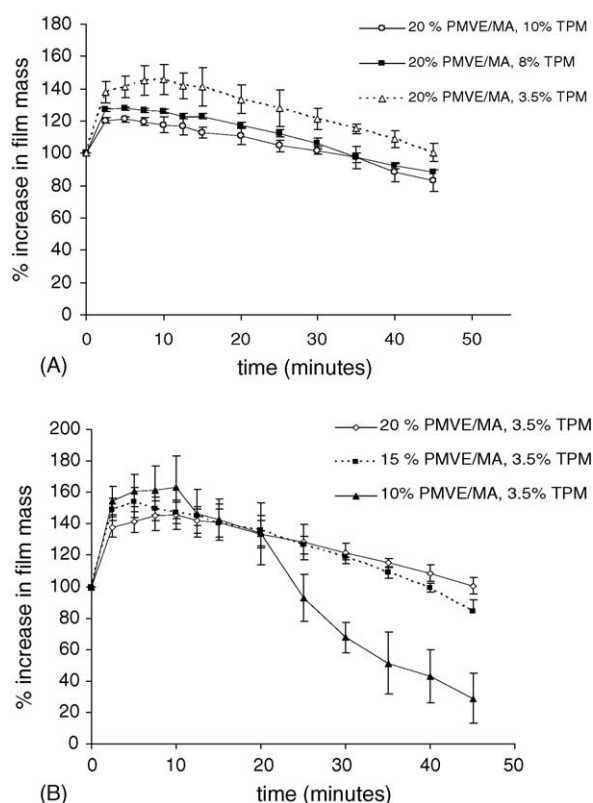 180
160
140
120
100
80
60
40
20
0
% increase in film mass
20 % PMVE/MA, 10% TPM
20% PMVE/MA, 8% TPM
20% PMVE/MA, 3.5% TPM
0 10 20 30 40 50
time (minutes)
(A)
200
180
160
140
120
100
80
60
40
20
0
% increase in film mass
20 % PMVE/MA, 3.5% TPM
15 % PMVE/MA, 3.5% TPM
10% PMVE/MA, 3.5% TPM
0 10 20 30 40 50
time (minutes)
(B)